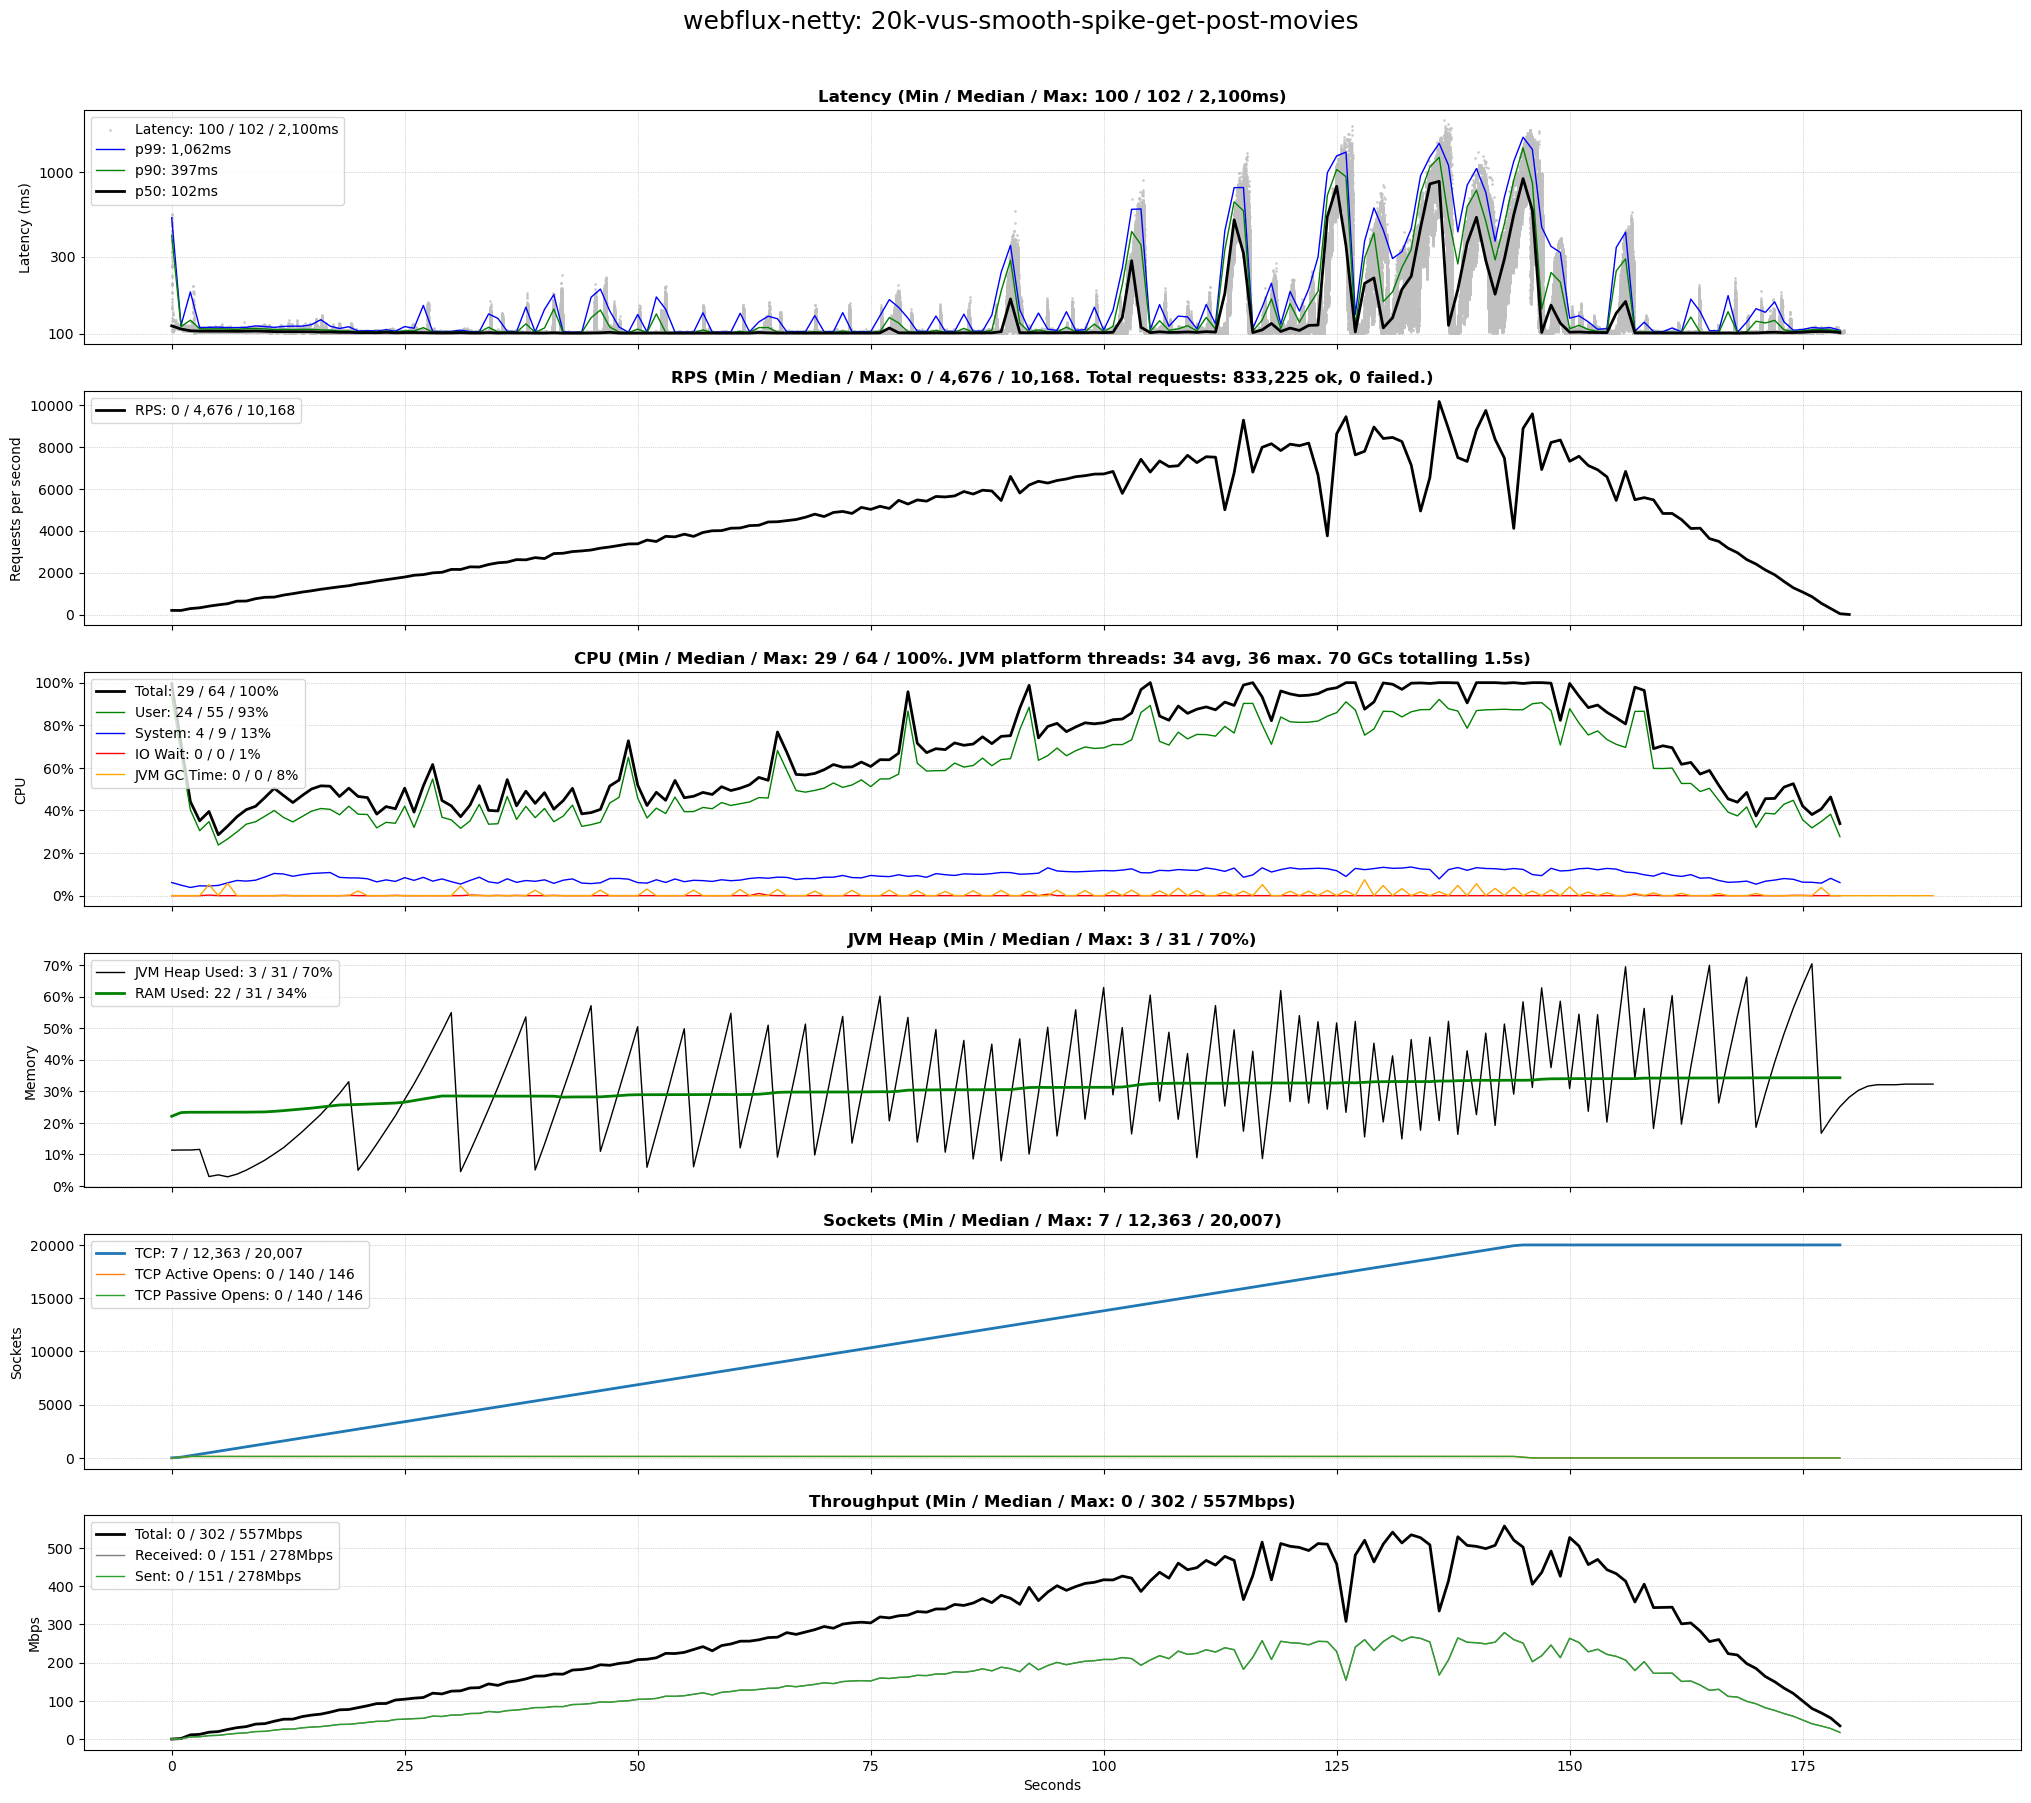 webflux-netty: 20k-vus-smooth-spike-get-post-movies
Latency (Min / Median / Max: 100 / 102 / 2,100ms)
Latency: 100 / 102 / 2,100ms
p99: 1,062ms
p90: 397ms
p50: 102ms
Latency (ms)
1000
300
100
RPS (Min / Median / Max: 0 / 4,676 / 10,168. Total requests: 833,225 ok, 0 failed.)
RPS: 0 / 4,676 / 10,168
Requests per second
10000
8000
6000
4000
2000
0
CPU (Min / Median / Max: 29 / 64 / 100%. JVM platform threads: 34 avg, 36 max. 70 GCs totalling 1.5s)
Total: 29 / 64 / 100%
User: 24 / 55 / 93%
System: 4 / 9 / 13%
IO Wait: 0 / 0 / 1%
JVM GC Time: 0 / 0 / 8%
CPU
100%
80%
60%
40%
20%
0%
JVM Heap (Min / Median / Max: 3 / 31 / 70%)
JVM Heap Used: 3 / 31 / 70%
RAM Used: 22 / 31 / 34%
Memory
70%
60%
50%
40%
30%
20%
10%
0%
Sockets (Min / Median / Max: 7 / 12,363 / 20,007)
TCP: 7 / 12,363 / 20,007
TCP Active Opens: 0 / 140 / 146
TCP Passive Opens: 0 / 140 / 146
Sockets
20000
15000
10000
5000
0
Throughput (Min / Median / Max: 0 / 302 / 557Mbps)
Total: 0 / 302 / 557Mbps
Received: 0 / 151 / 278Mbps
Sent: 0 / 151 / 278Mbps
Mbps
500
400
300
200
100
0
0 25 50 75 100 125 150 175
Seconds